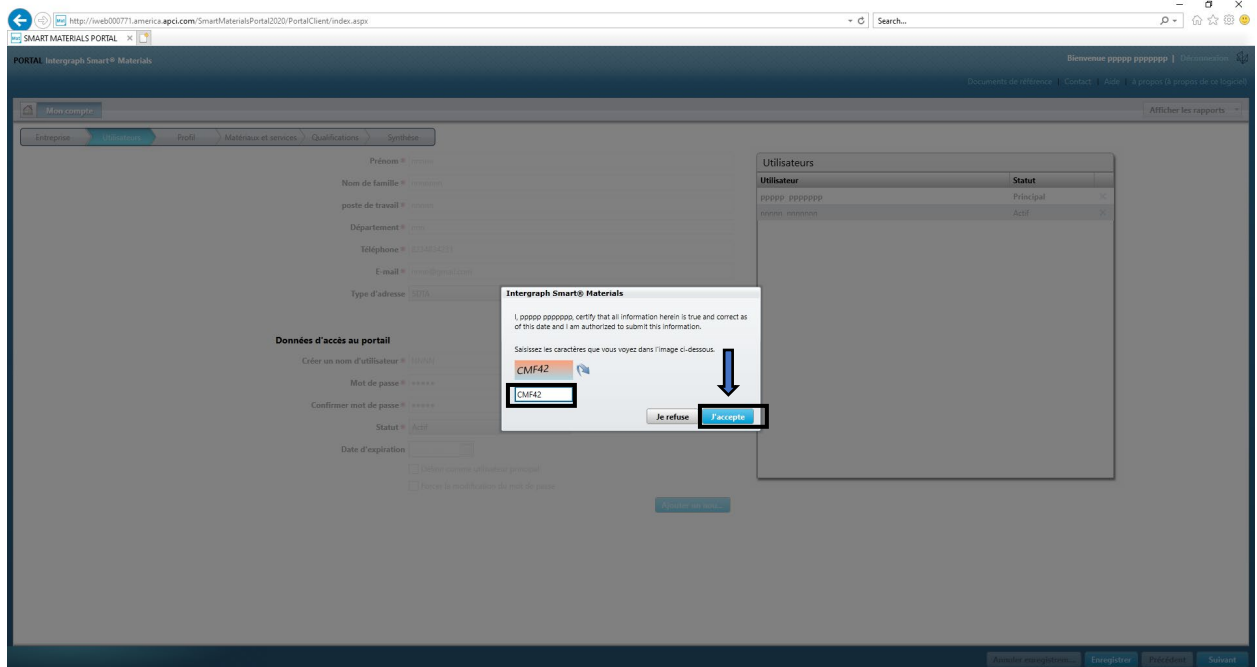 http://iweb000771.america.apci.com/SmartMaterialsPortal2020/PortalClient/index.aspx
Search...
SMART MATERIALS PORTAL
PORTAL Intergraph Smart® Materials
Bienvenue ppppp ppppppp | Déconnexion
Documents de référence | Contact | Aide | à propos [à propos de ce logiciel]
Mon compte
Afficher les rapports
Entreprise Utilisateurs Profil Matériaux et services Qualifications Synthèse
Prénom
Nom de famille
poste de travail
Département
Téléphone
E-mail
Type d'adresse
Données d'accès au portail
Créer un nom d'utilisateur
Mot de passe
Confirmer mot de passe
Statut Actif
Date d'expiration
Utilisateurs
Utilisateur Statut
ppppp ppppppp Principal
Actif
Intergraph Smart® Materials
I, ppppp ppppppp, certify that all information herein is true and correct as
of this date and I am authorized to submit this information.
Saisissez les caractères que vous voyez dans l'image ci-dessous.
CMF42
CMF42
Je refuse J'accepte
Enregistrer Précédent Suivant